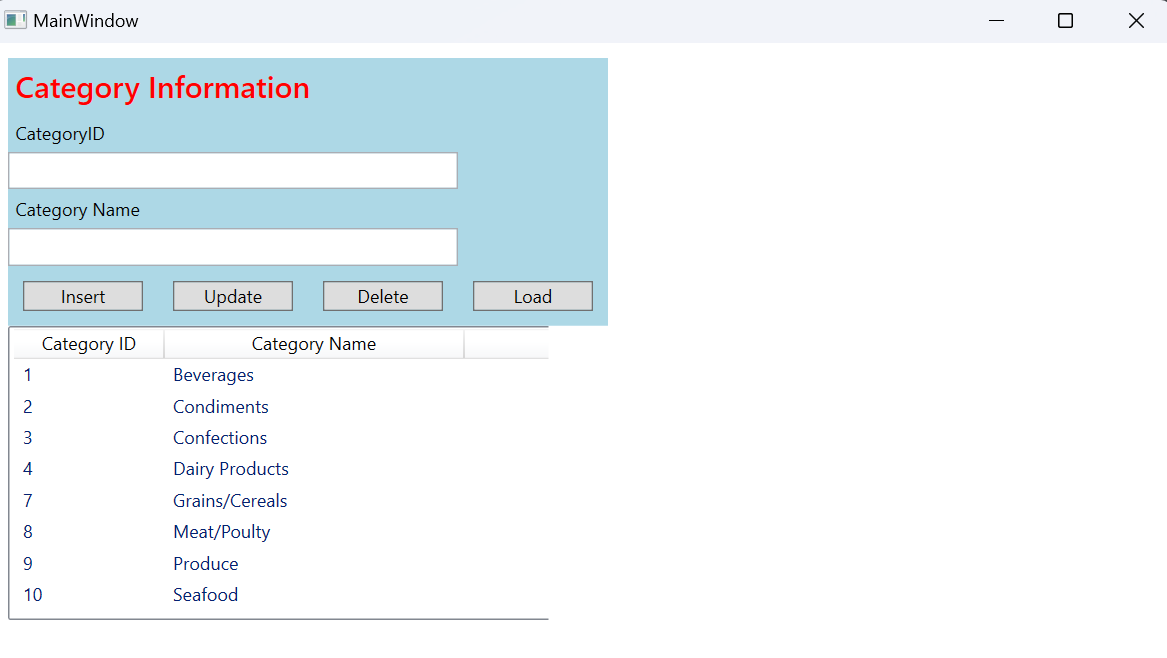 MainWindow
Category Information
CategoryID
Category Name
Insert Update Delete Load
Category ID Category Name
1 Beverages
2 Condiments
3 Confections
4 Dairy Products
7 Grains/Cereals
8 Meat/Poulty
9 Produce
10 Seafood